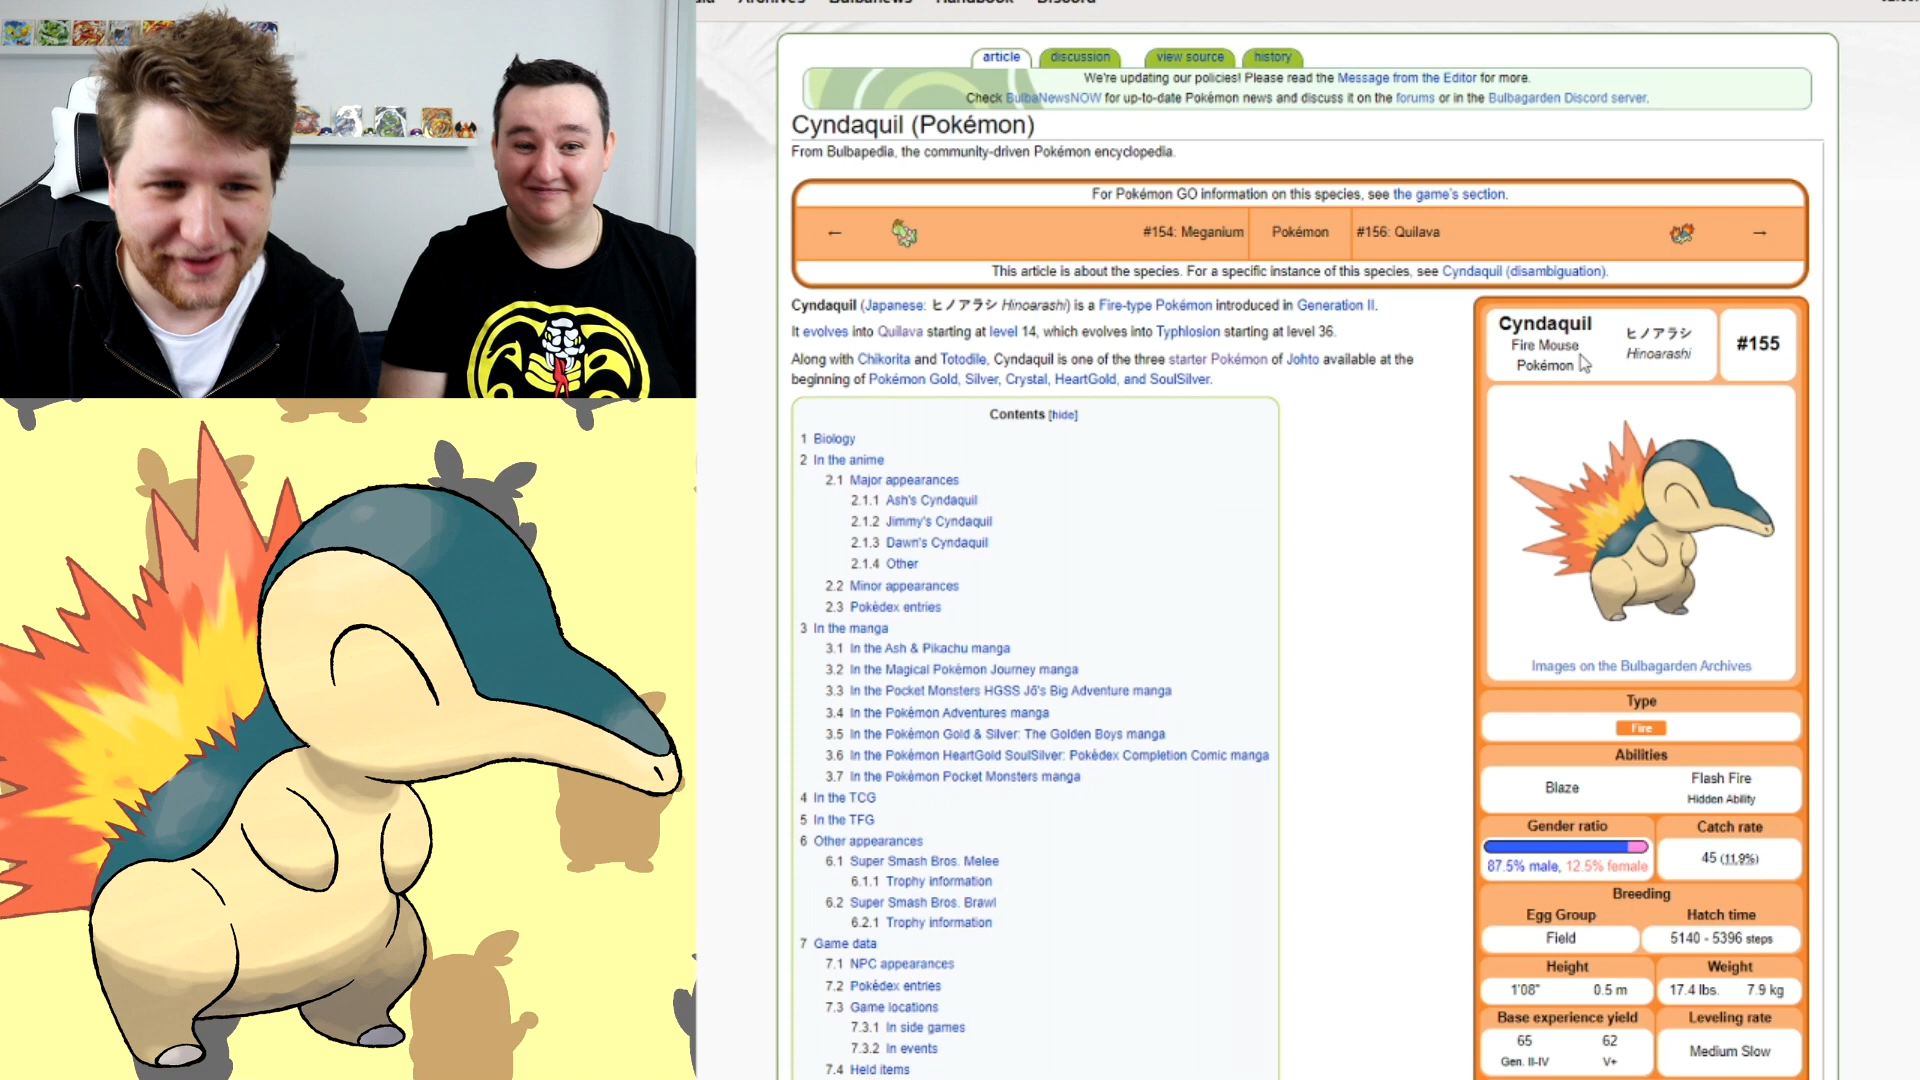 Archives Bulbanews Handbook Discord
article discussion view source history
We're updating our policies! Please read the Message from the Editor for more.
Check BulbaNewsNOW for up-to-date Pokémon news and discuss it on the forums or in the Bulbagarden Discord server.
Cyndaquil (Pokémon)
From Bulbapedia, the community-driven Pokémon encyclopedia.
For Pokémon GO information on this species, see the game's section.
← #154: Meganium Pokémon #156: Quilava →
This article is about the species. For a specific instance of this species, see Cyndaquil (disambiguation).
Cyndaquil (Japanese: ヒノアラシ Hinoarashi) is a Fire-type Pokémon introduced in Generation II.
It evolves into Quilava starting at level 14, which evolves into Typhlosion starting at level 36.
Along with Chikorita and Totodile, Cyndaquil is one of the three starter Pokémon of Johto available at the
beginning of Pokémon Gold, Silver, Crystal, HeartGold, and SoulSilver.
Contents [hide]
1 Biology
2 In the anime
2.1 Major appearances
2.1.1 Ash's Cyndaquil
2.1.2 Jimmy's Cyndaquil
2.1.3 Dawn's Cyndaquil
2.1.4 Other
2.2 Minor appearances
2.3 Pokédex entries
3 In the manga
3.1 In the Ash & Pikachu manga
3.2 In the Magical Pokémon Journey manga
3.3 In the Pocket Monsters HGSS Jō's Big Adventure manga
3.4 In the Pokémon Adventures manga
3.5 In the Pokémon Gold & Silver: The Golden Boys manga
3.6 In the Pokémon HeartGold SoulSilver: Pokédex Completion Comic manga
3.7 In the Pokémon Pocket Monsters manga
4 In the TCG
5 In the TFG
6 Other appearances
6.1 Super Smash Bros. Melee
6.1.1 Trophy information
6.2 Super Smash Bros. Brawl
6.2.1 Trophy information
7 Game data
7.1 NPC appearances
7.2 Pokédex entries
7.3 Game locations
7.3.1 In side games
7.3.2 In events
7.4 Held items
Cyndaquil
Fire Mouse
Pokémon
ヒノアラシ
Hinoarashi
#155
Images on the Bulbagarden Archives
Type
Fire
Abilities
Blaze
Flash Fire
Hidden Ability
Gender ratio
87.5% male, 12.5% female
Catch rate
45 (11.9%)
Breeding
Egg Group
Field
Hatch time
5140 - 5396 steps
Height
1'08" 0.5 m
Weight
17.4 lbs. 7.9 kg
Base experience yield
65 62
Gen. II-IV V+
Leveling rate
Medium Slow